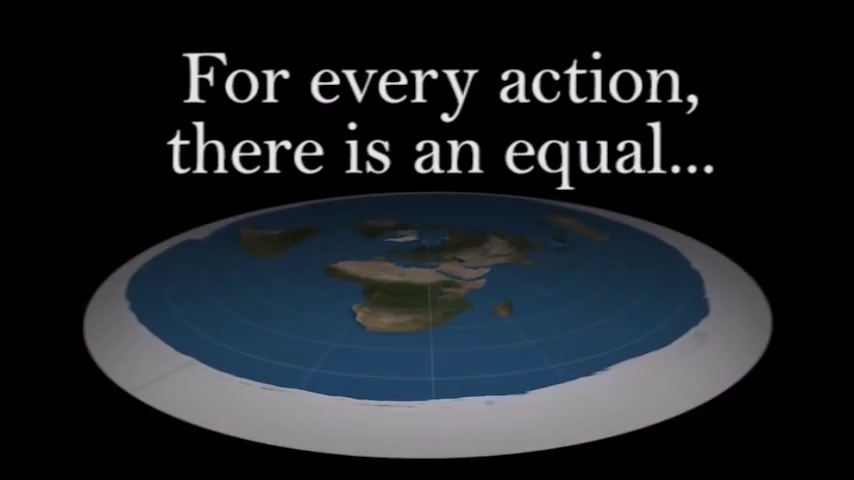 For every action,
there is an equal...